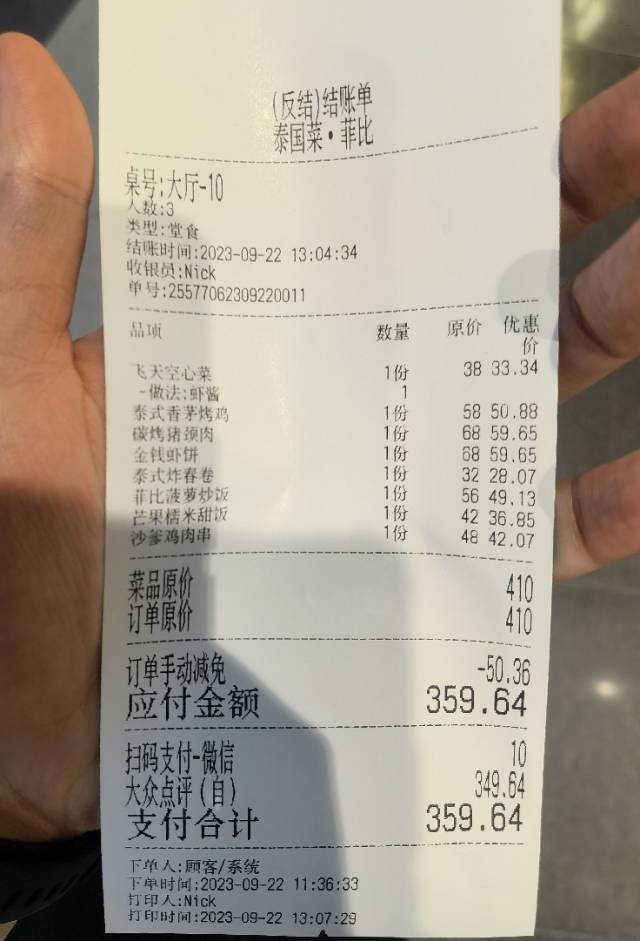 (反结)结账单
泰国菜·菲比
桌号:大厅-10
人数:3
类型:堂食
结账时间:2023-09-22 13:04:34
收银员:Nick
单号:25577062309220011
品项 数量 原价 优惠价
飞天空心菜 1份 38 33.34
-做法:虾酱 1
泰式香茅烤鸡 1份 58 50.88
碳烤猪颈肉 1份 68 59.65
金钱虾饼 1份 68 59.65
泰式炸春卷 1份 32 28.07
菲比菠萝炒饭 1份 56 49.13
芒果糯米甜饭 1份 42 36.85
沙爹鸡肉串 1份 48 42.07
菜品原价 410
订单原价 410
订单手动减免 -50.36
应付金额 359.64
扫码支付-微信 10
大众点评(自) 349.64
支付合计 359.64
下单人:顾客/系统
下单时间:2023-09-22 11:36:33
打印人:Nick
打印时间:2023-09-22 13:07:29